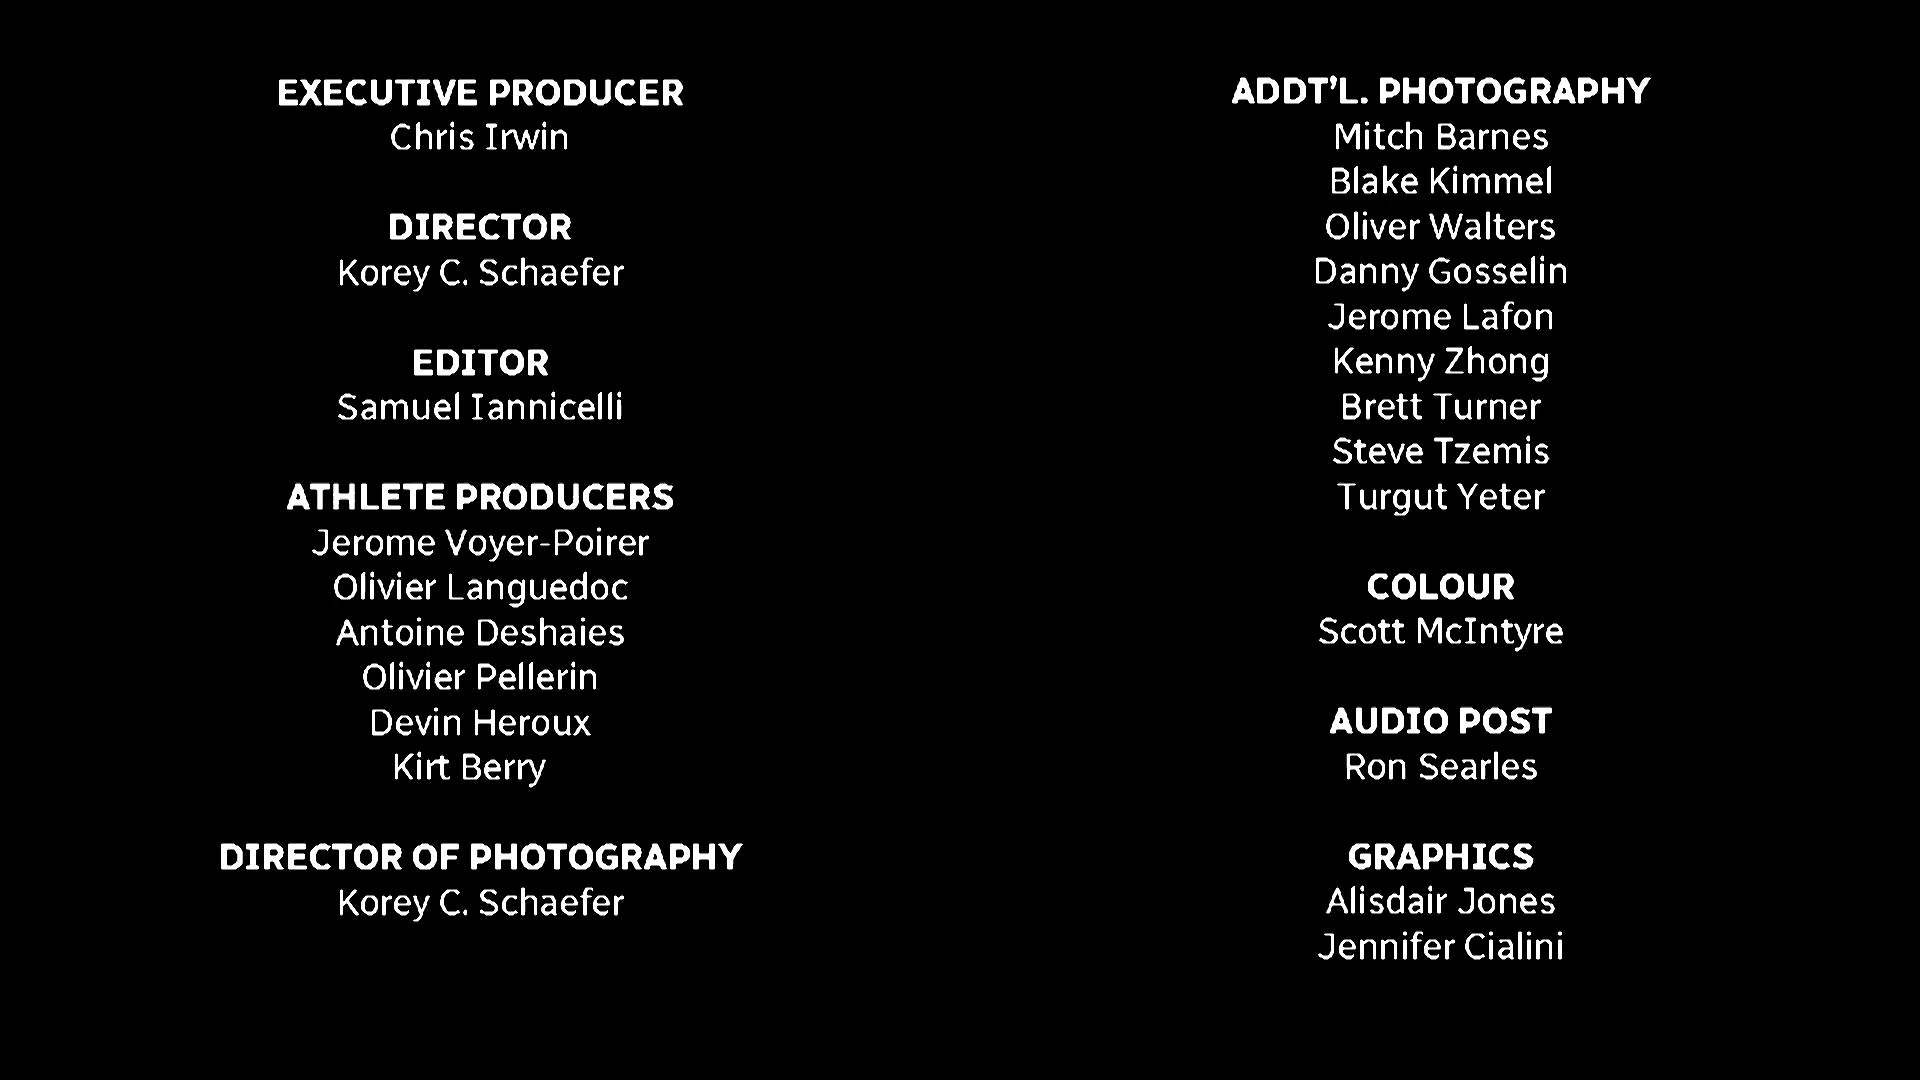 EXECUTIVE PRODUCER
Chris Irwin
DIRECTOR
Korey C. Schaefer
EDITOR
Samuel Iannicelli
ATHLETE PRODUCERS
Jerome Voyer-Poirer
Olivier Languedoc
Antoine Deshaies
Olivier Pellerin
Devin Heroux
Kirt Berry
DIRECTOR OF PHOTOGRAPHY
Korey C. Schaefer
ADDT’L. PHOTOGRAPHY
Mitch Barnes
Blake Kimmel
Oliver Walters
Danny Gosselin
Jerome Lafon
Kenny Zhong
Brett Turner
Steve Tzemis
Turgut Yeter
COLOUR
Scott McIntyre
AUDIO POST
Ron Searles
GRAPHICS
Alisdair Jones
Jennifer Cialini